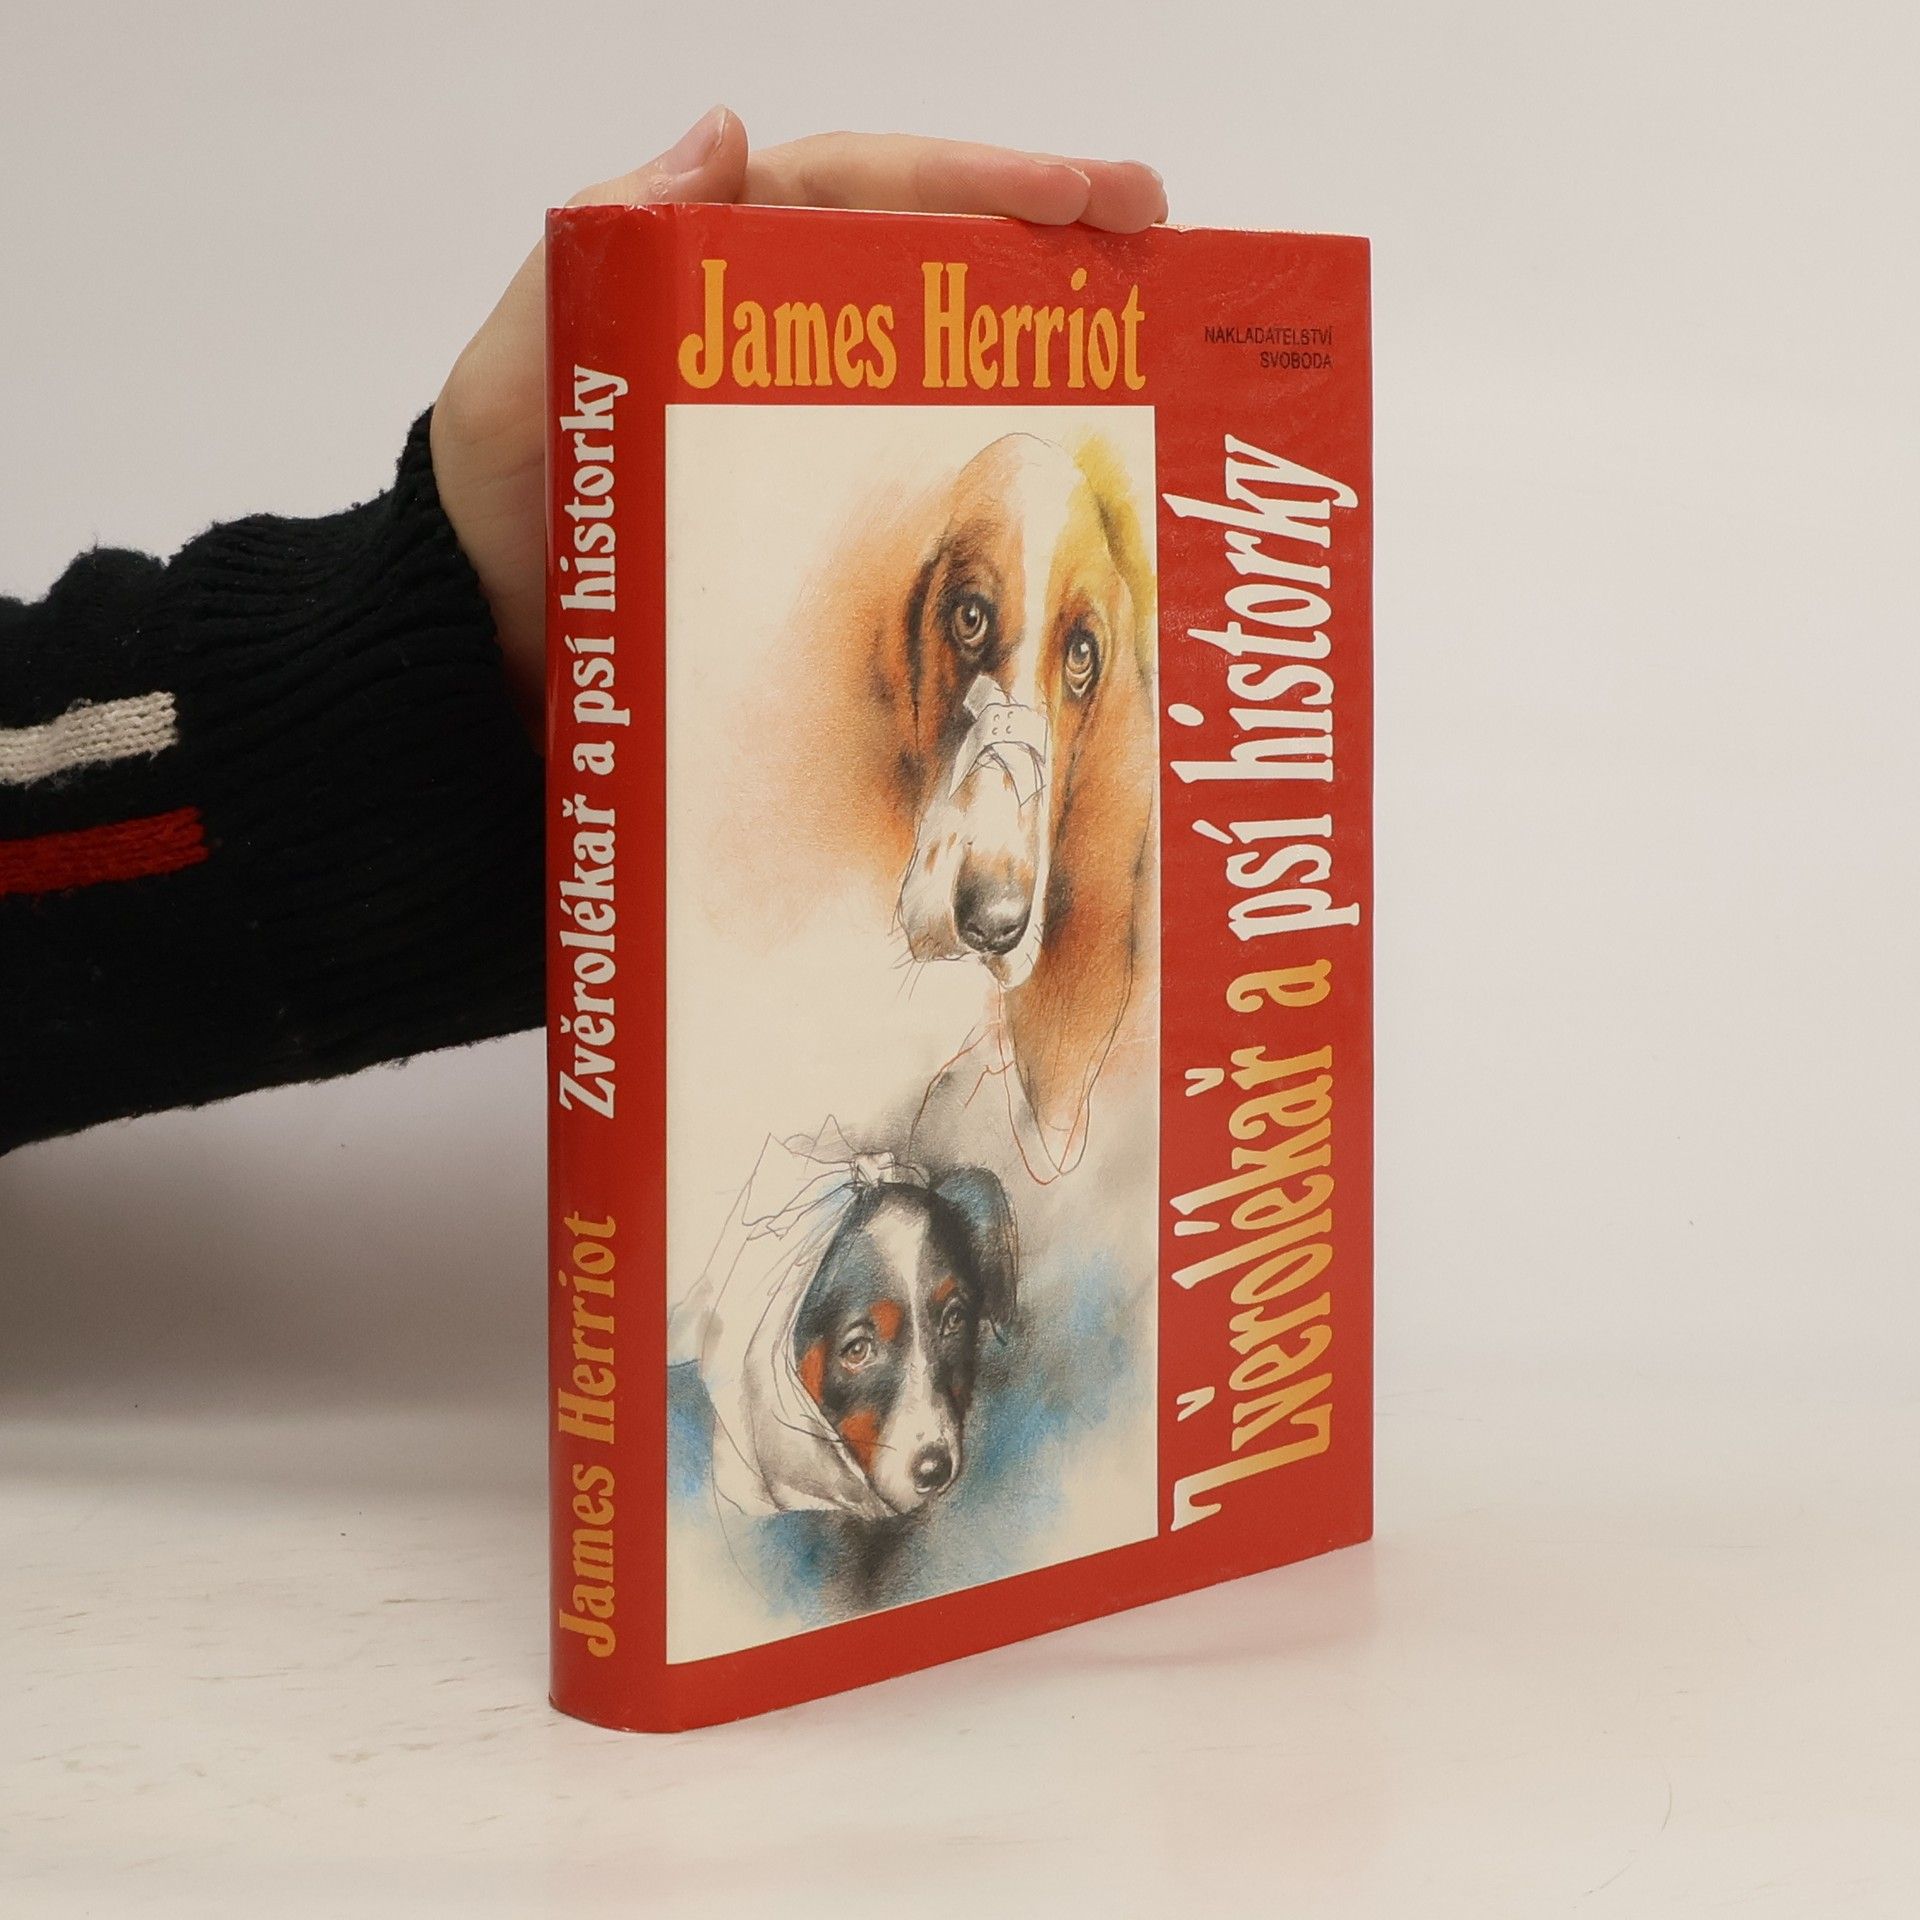 James Herriot
NAKLADATELSTVÍ
SVOBODA
Zvěrolékař a psí historky
James Herriot Zvěrolékař a psí historky